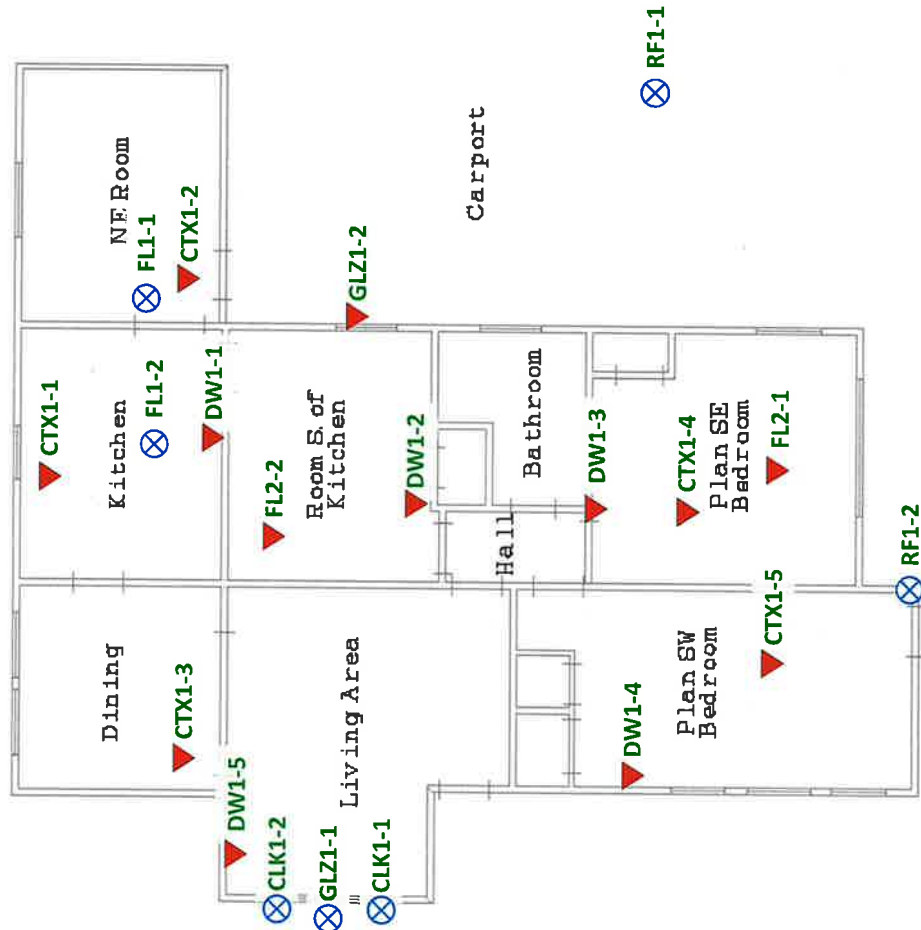 RF1-1
NE Room
FL1-1
CTX1-2
Carport
GLZ1-2
CTX1-1
Kitchen
FL1-2
DW1-1
FL2-2
Room S. of
Kitchen
DW1-2
Bathroom
DW1-3
CTX1-4
Plan SE
Bedroom
FL2-1
Hall
RF1-2
Dining
CTX1-3
Living Area
DW1-5
CLK1-2
GLZ1-1
CLK1-1
DW1-4
Plan SW
Bedroom
CTX1-5